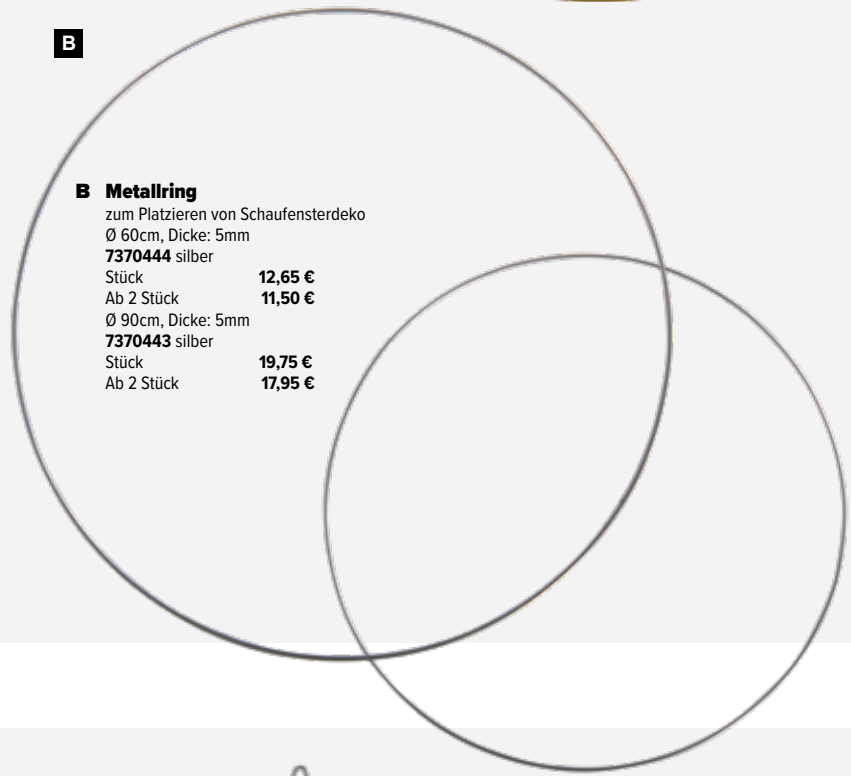 B
B Metallring
zum Platzieren von Schaufensterdeko
Ø 60cm, Dicke: 5mm
7370444 silber
Stück 12,65 €
Ab 2 Stück 11,50 €
Ø 90cm, Dicke: 5mm
7370443 silber
Stück 19,75 €
Ab 2 Stück 17,95 €